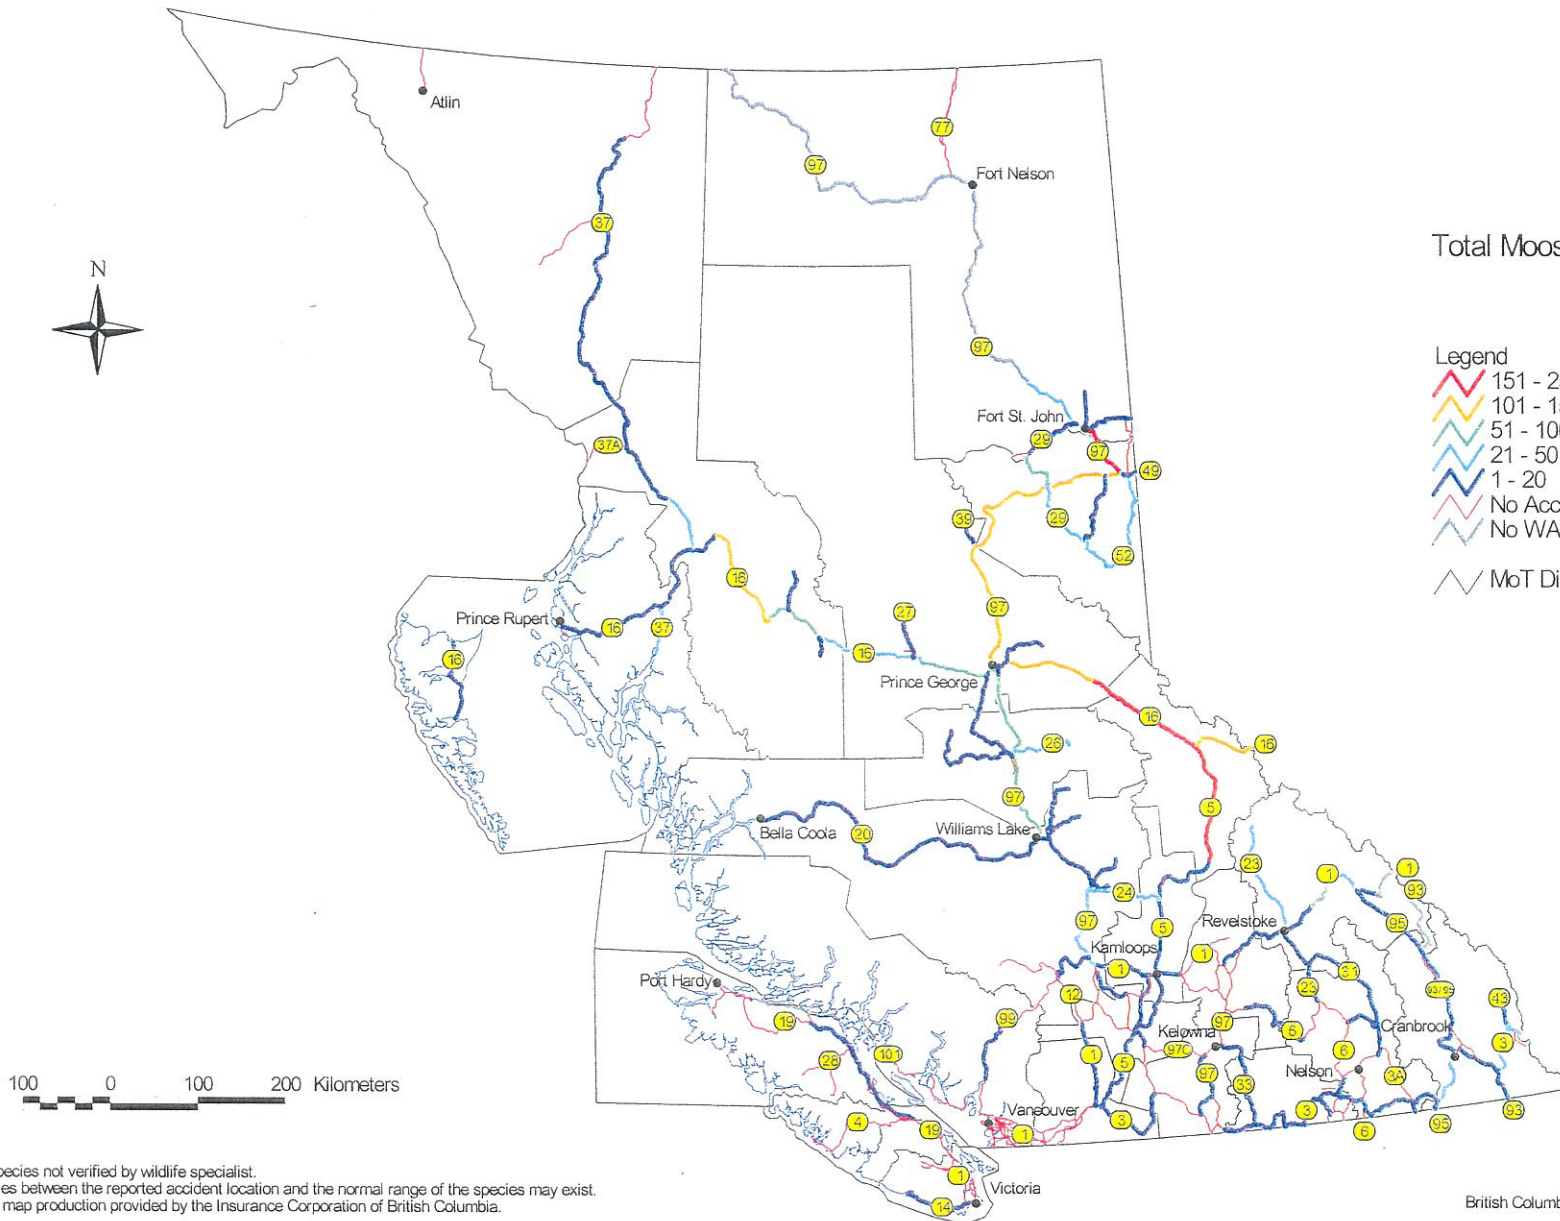 Atlin
77
97
Fort Nelson
37
N
Total Moos
97
Legend
151 - 2
101 - 1
51 - 10
21 - 50
1 - 20
No Acc
No WA
MoT Di
Fort St. John
29
97
49
37A
39
29
52
16
27
97
Prince Rupert
16
37
16
16
Prince George
16
16
26
97
5
Bella Coola
20
Williams Lake
23
1
1
93
24
97
95
Revelstoke
5
Kamloops
1
1
31
Port Hardy
12
23
93/95
43
19
99
97
Kelowna
6
Cranbrook
101
28
1
5
97C
6
3
97
33
Nelson
3A
100 0 100 200 Kilometers
Vancouver
3
3
93
4
19
1
6
95
pecies not verified by wildlife specialist.
es between the reported accident location and the normal range of the species may exist.
map production provided by the Insurance Corporation of British Columbia.
1
Victoria
14
British Columb